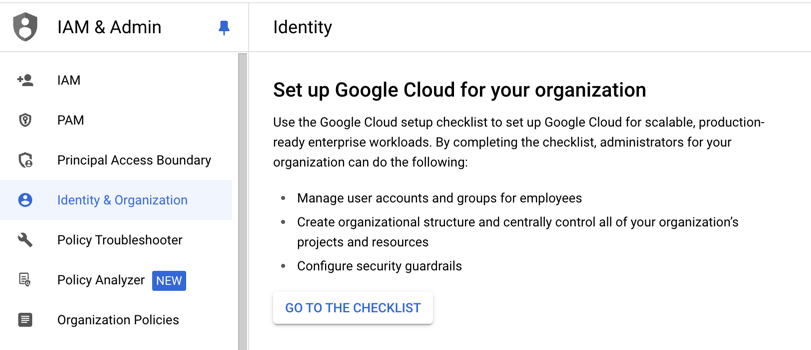 IAM & Admin
Identity
IAM
PAM
Principal Access Boundary
Identity & Organization
Policy Troubleshooter
Policy Analyzer NEW
Organization Policies
Set up Google Cloud for your organization
Use the Google Cloud setup checklist to set up Google Cloud for scalable, production-
ready enterprise workloads. By completing the checklist, administrators for your
organization can do the following:
• Manage user accounts and groups for employees
• Create organizational structure and centrally control all of your organization’s
projects and resources
• Configure security guardrails
GO TO THE CHECKLIST